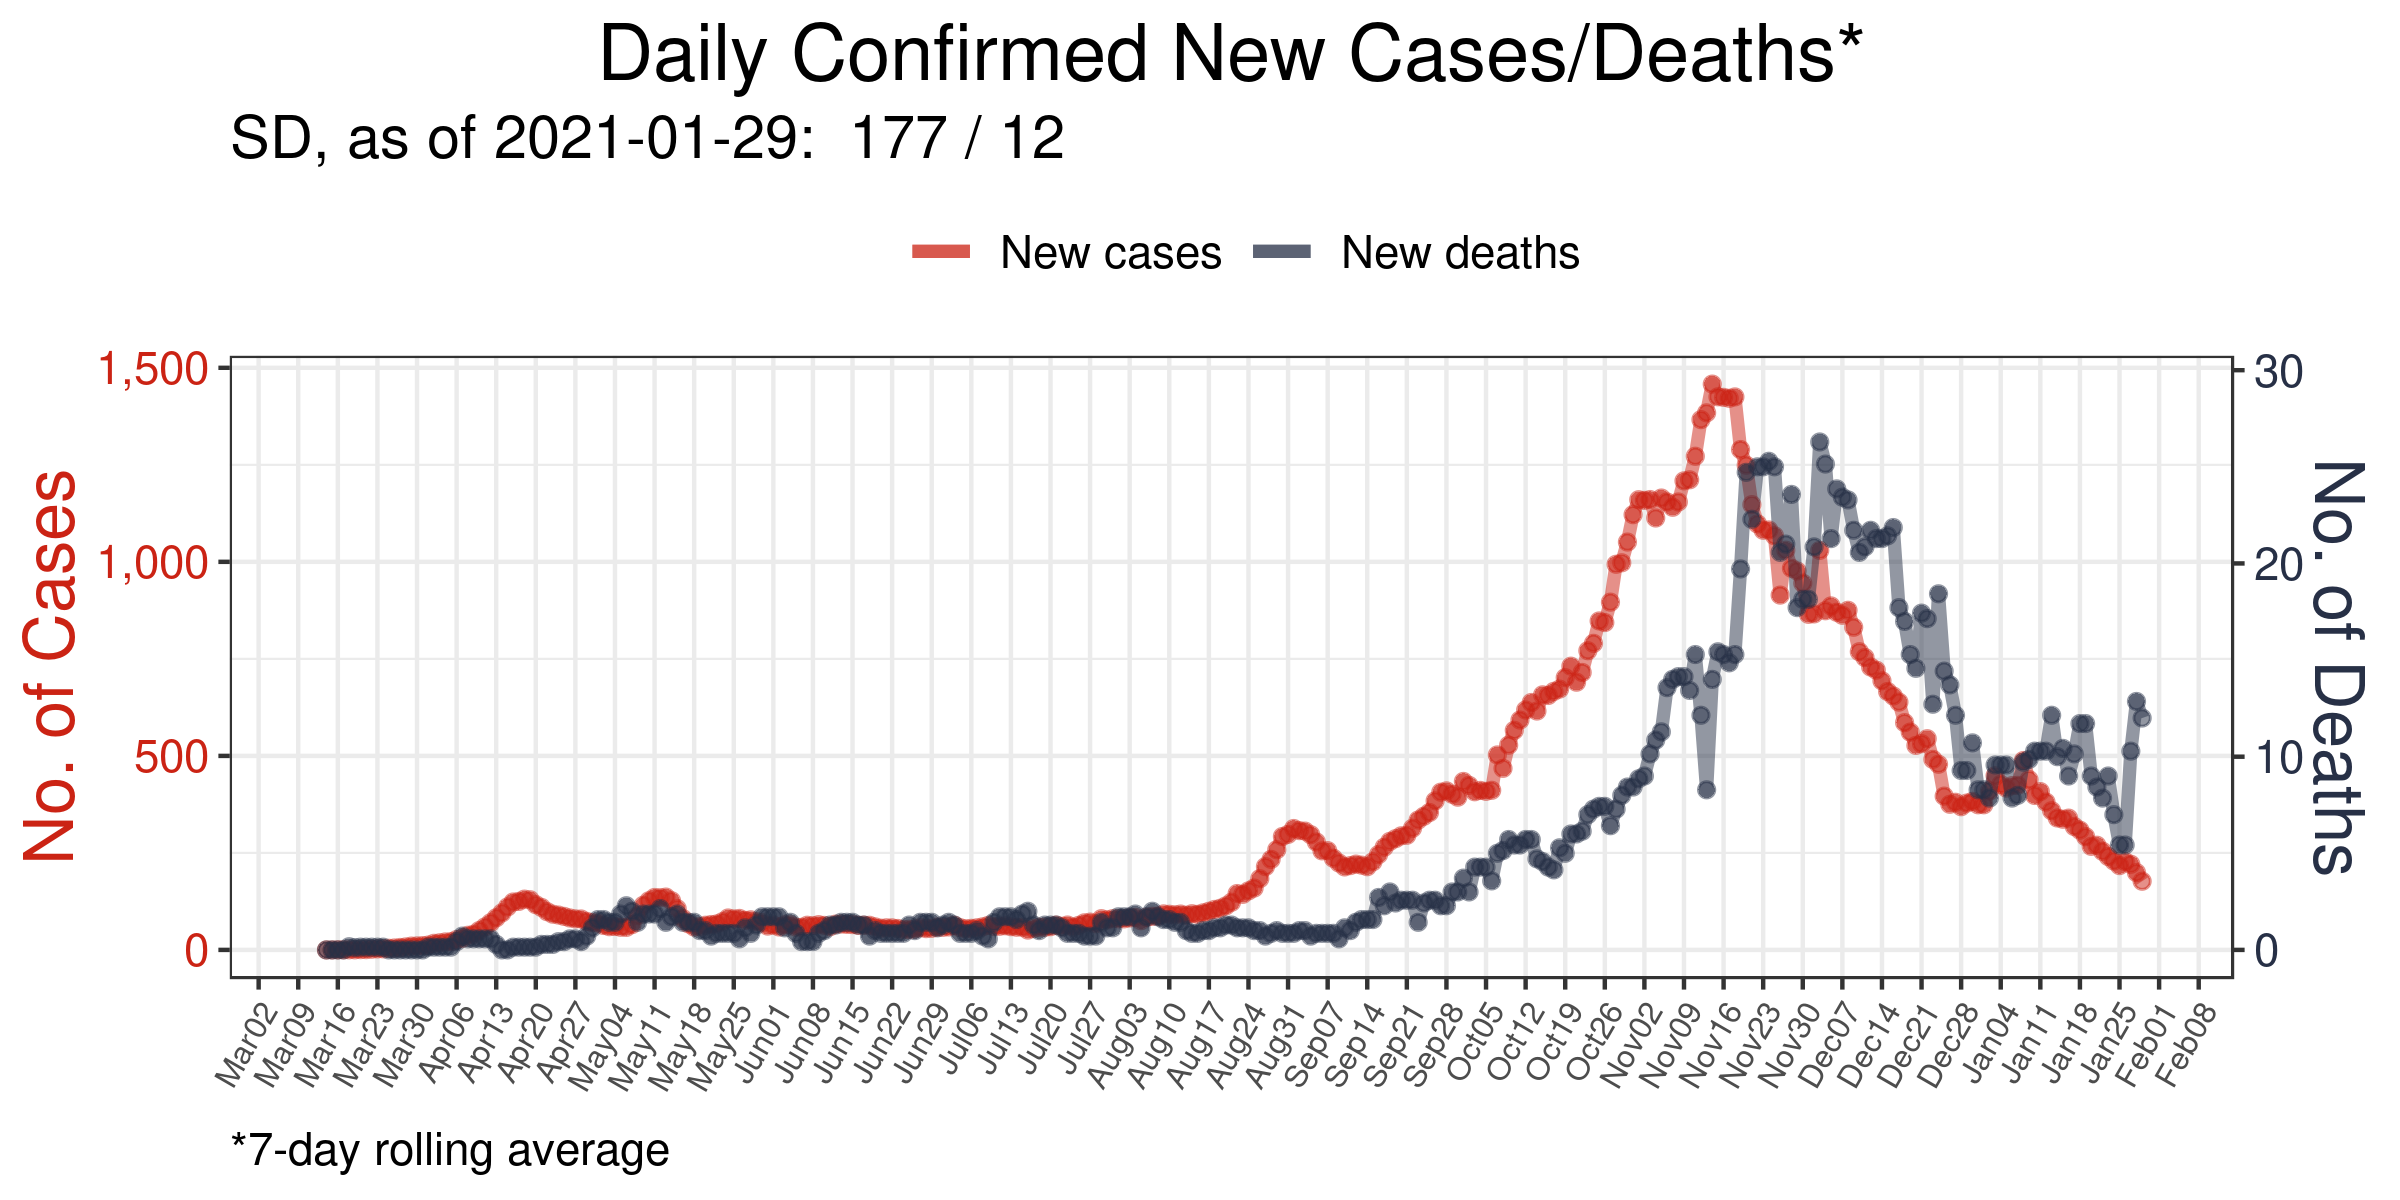 Daily Confirmed New Cases/Deaths*
SD, as of 2021-01-29:  177 / 12
New cases
New deaths
No. of Cases
1,500
1,000
500
0
30
20
10
0
No. of Deaths
Mar02
Mar09
Mar16
Mar23
Mar30
Apr06
Apr13
Apr20
Apr27
May04
May11
May18
May25
Jun01
Jun08
Jun15
Jun22
Jun29
Jul06
Jul13
Jul20
Jul27
Aug03
Aug10
Aug17
Aug24
Aug31
Sep07
Sep14
Sep21
Sep28
Oct05
Oct12
Oct19
Oct26
Nov02
Nov09
Nov16
Nov23
Nov30
Dec07
Dec14
Dec21
Dec28
Jan04
Jan11
Jan18
Jan25
Feb01
Feb08
*7-day rolling average